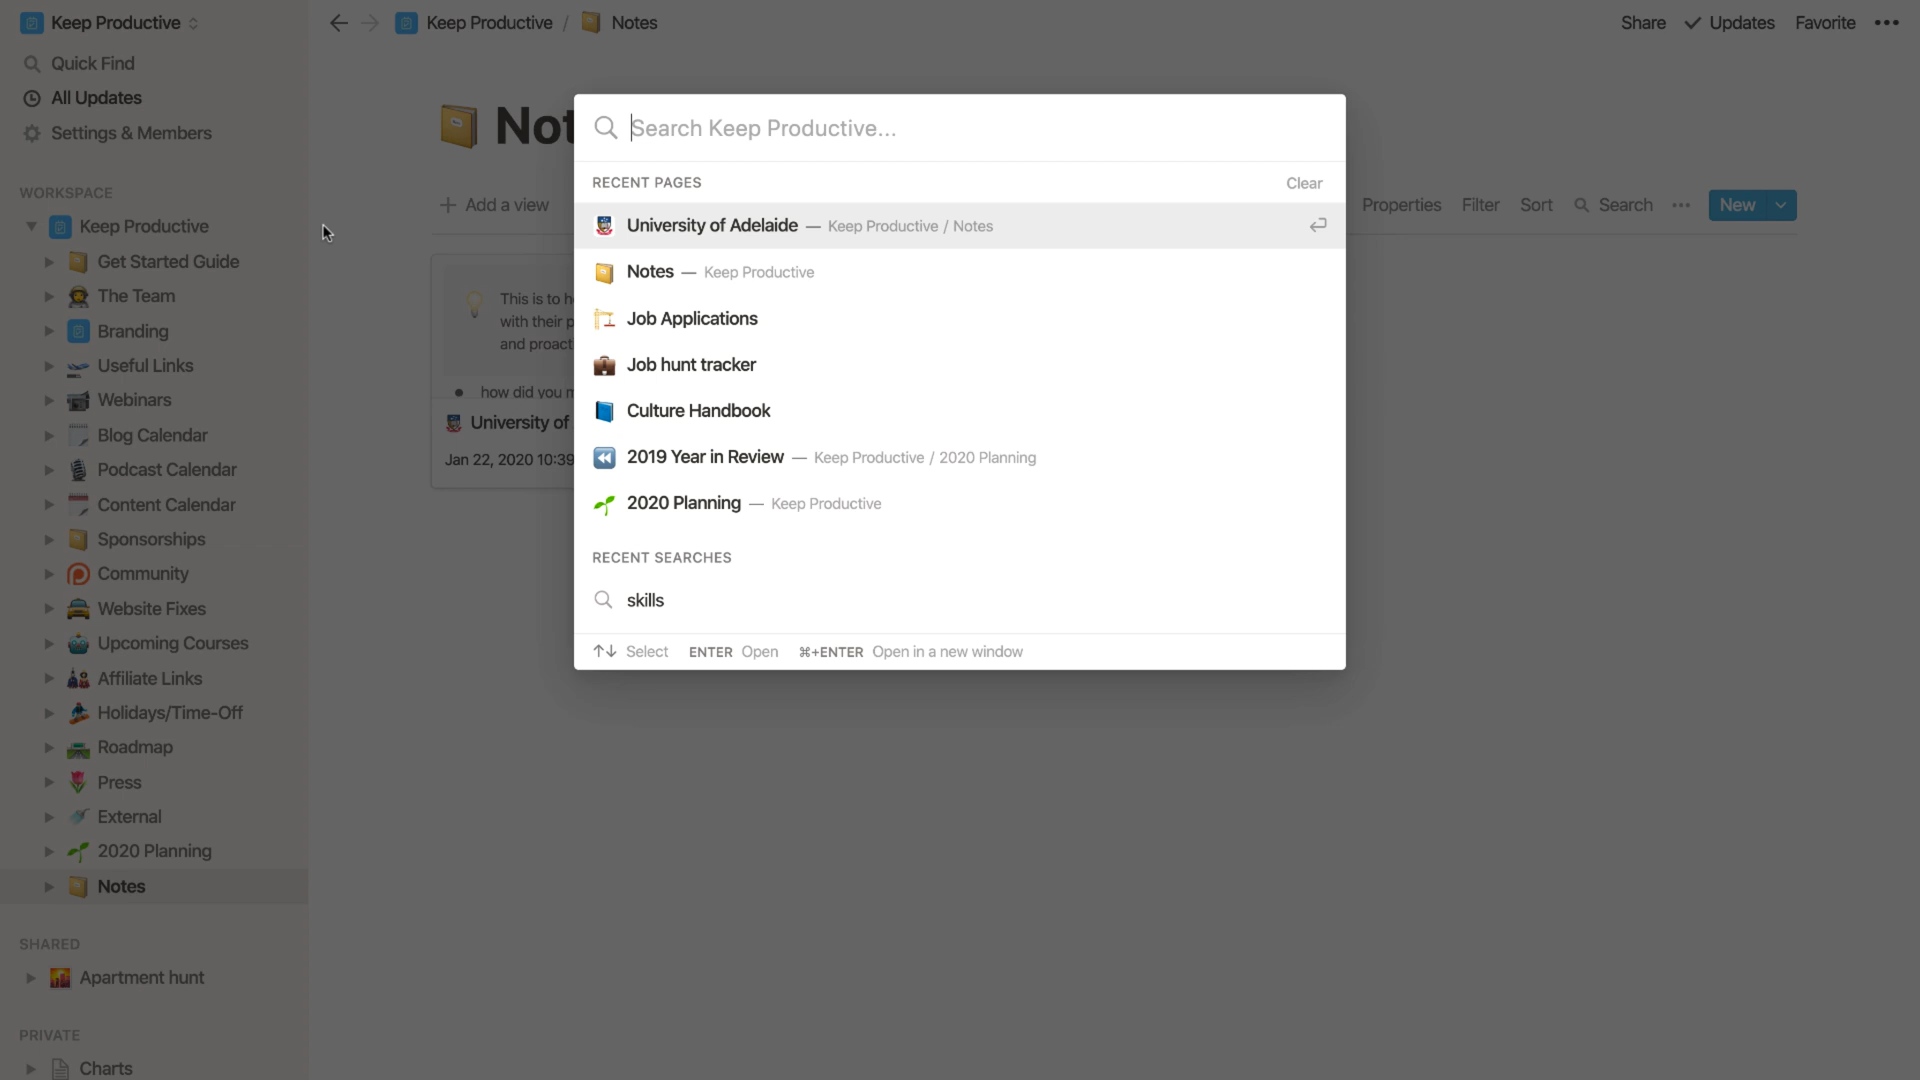 Keep Productive
Quick Find
All Updates
Settings & Members
WORKSPACE
Keep Productive
Get Started Guide
The Team
Branding
Useful Links
Webinars
Blog Calendar
Podcast Calendar
Content Calendar
Sponsorships
Community
Website Fixes
Upcoming Courses
Affiliate Links
Holidays/Time-Off
Roadmap
Press
External
2020 Planning
Notes
SHARED
Apartment hunt
PRIVATE
Charts
Keep Productive / Notes
Share Updates Favorite •••
Not
+ Add a view
Properties Filter Sort Search ••• New
This is to h
with their p
and proact
• how did you m
University of
Jan 22, 2020 10:39
Search Keep Productive...
RECENT PAGES Clear
University of Adelaide — Keep Productive / Notes
Notes — Keep Productive
Job Applications
Job hunt tracker
Culture Handbook
2019 Year in Review — Keep Productive / 2020 Planning
2020 Planning — Keep Productive
RECENT SEARCHES
skills
↑↓ Select ENTER Open ⌘+ENTER Open in a new window